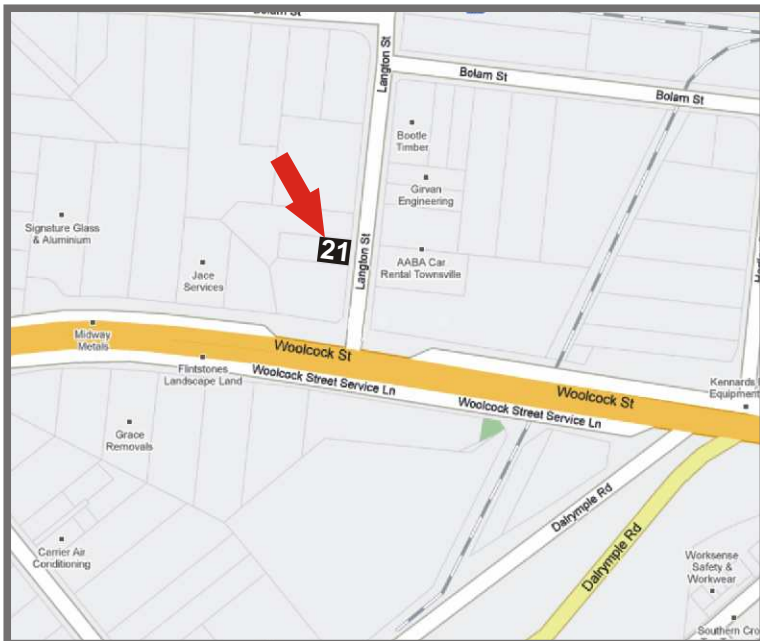 Bolam St
Langton St
Bolam St
Bolam St
Bootle
Timber
Girvan
Engineering
Signature Glass
& Aluminium
21
Langton St
AABA Car
Rental Townsville
Jace
Services
Midway
Metals
Woolcock St
Flintstones
Landscape Land
Woolcock Street Service Ln
Woolcock St
Kennards
Equipment
Woolcock Street Service Ln
Grace
Removals
Dalrymple Rd
Dalrymple Rd
Carrier Air
Conditioning
Worksense
Safety &
Workwear
Southern Cro